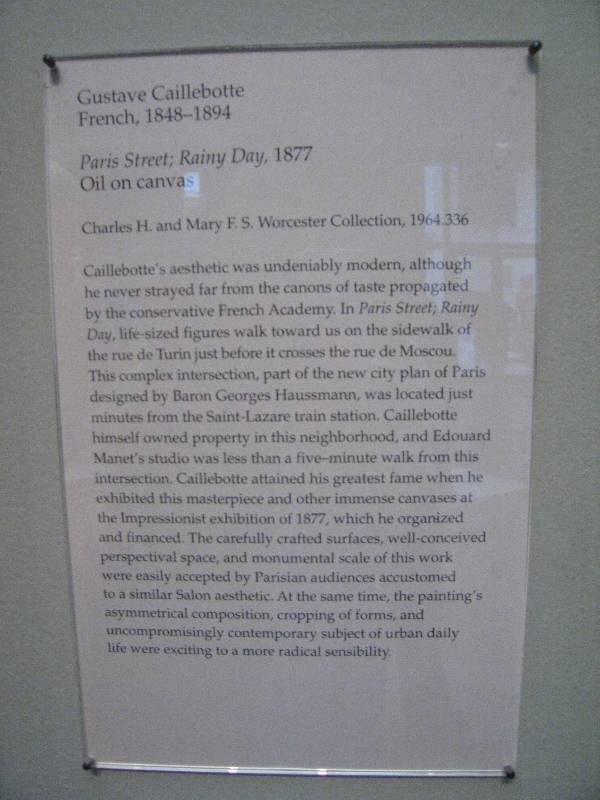 Gustave Caillebotte
French, 1848–1894
Paris Street; Rainy Day, 1877
Oil on canvas
Charles H. and Mary F. S. Worcester Collection, 1964.336
Caillebotte's aesthetic was undeniably modern, although
he never strayed far from the canons of taste propagated
by the conservative French Academy. In Paris Street; Rainy
Day, life-sized figures walk toward us on the sidewalk of
the rue de Turin just before it crosses the rue de Moscou.
This complex intersection, part of the new city plan of Paris
designed by Baron Georges Haussmann, was located just
minutes from the Saint-Lazare train station. Caillebotte
himself owned property in this neighborhood, and Edouard
Manet's studio was less than a five–minute walk from this
intersection. Caillebotte attained his greatest fame when he
exhibited this masterpiece and other immense canvases at
the Impressionist exhibition of 1877, which he organized
and financed. The carefully crafted surfaces, well-conceived
perspectival space, and monumental scale of this work
were easily accepted by Parisian audiences accustomed
to a similar Salon aesthetic. At the same time, the painting's
asymmetrical composition, cropping of forms, and
uncompromisingly contemporary subject of urban daily
life were exciting to a more radical sensibility.